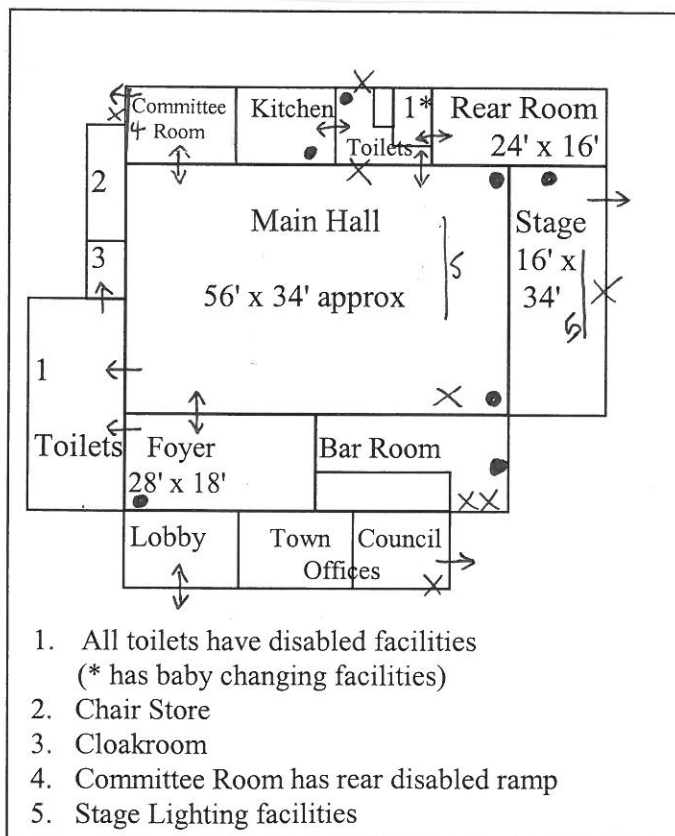 Committee
4 Room
Kitchen
1*
Toilets
Rear Room
24' x 16'
2
3
Main Hall
56' x 34' approx
5
Stage
16' x
34'
5
1
Toilets
Foyer
28' x 18'
Bar Room
Lobby
Town Council
Offices
1. All toilets have disabled facilities
(* has baby changing facilities)
2. Chair Store
3. Cloakroom
4. Committee Room has rear disabled ramp
5. Stage Lighting facilities